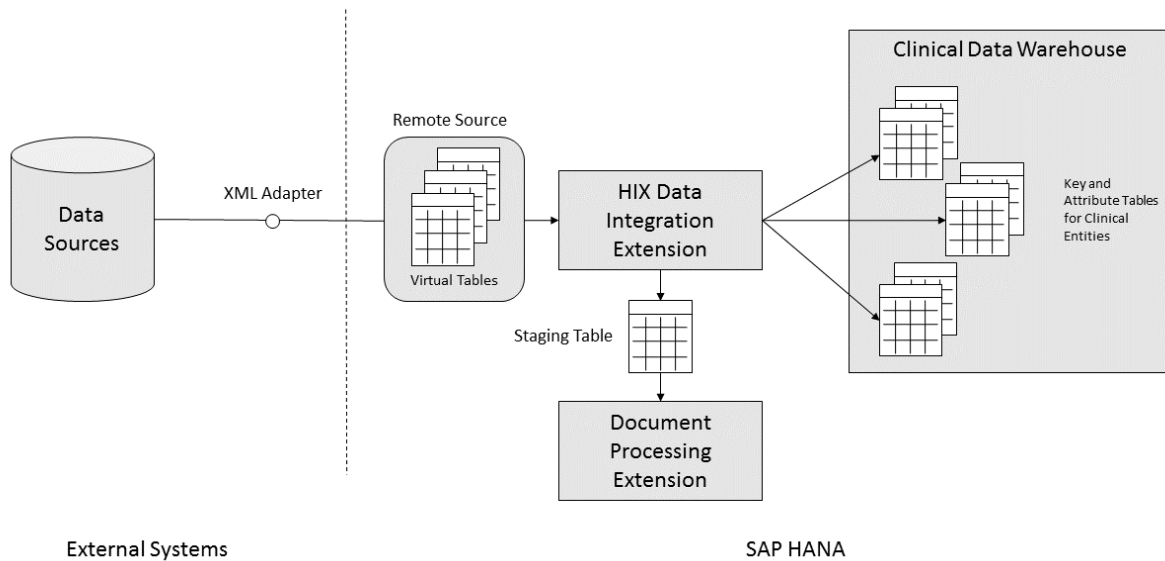 Clinical Data Warehouse
Remote Source
XML Adapter
Data
Sources
Virtual Tables
HIX Data
Integration
Extension
Key and
Attribute Tables
for Clinical
Entities
Staging Table
Document
Processing
Extension
External Systems
SAP HANA